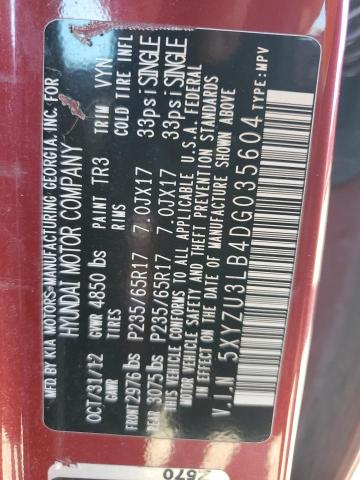 MFD BY KIA MOTORS-MANUFACTURING GEORGIA, INC. FOR
HYUNDAI MOTOR COMPANY
OCT/31/12 GVWR 4850 lbs PAINT TR3 TRIM VYN
GAWR TIRES RIMS COLD TIRE INFL
FRONT 2976 lbs P235/65R17 7.0JX17 33psi SINGLE
REAR 3075 lbs P235/65R17 7.0JX17 33psi SINGLE
THIS VEHICLE CONFORMS TO ALL APPLICABLE U.S.A. FEDERAL
MOTOR VEHICLE SAFETY AND THEFT PREVENTION STANDARDS
IN EFFECT ON THE DATE OF MANUFACTURE SHOWN ABOVE
V.I.N 5XYZU3LB4DG035604 TYPE:MPV
2670